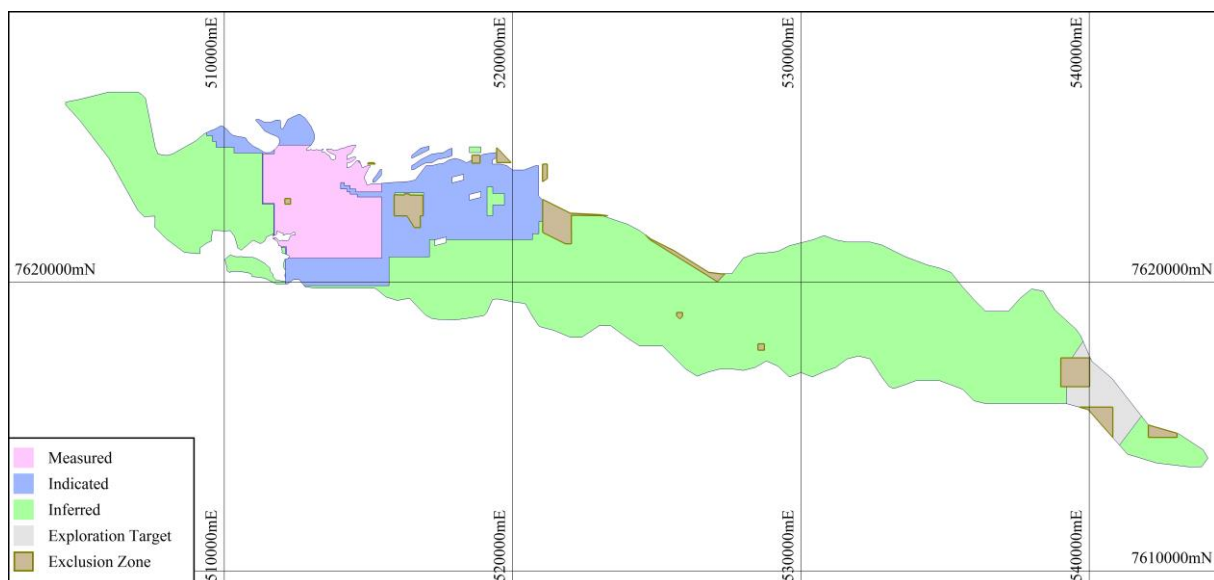 510000mE
520000mE
530000mE
540000mE
7620000mN
7620000mN
Measured
Indicated
Inferred
Exploration Target
Exclusion Zone
510000mE
520000mE
530000mE
540000mE
7610000mN